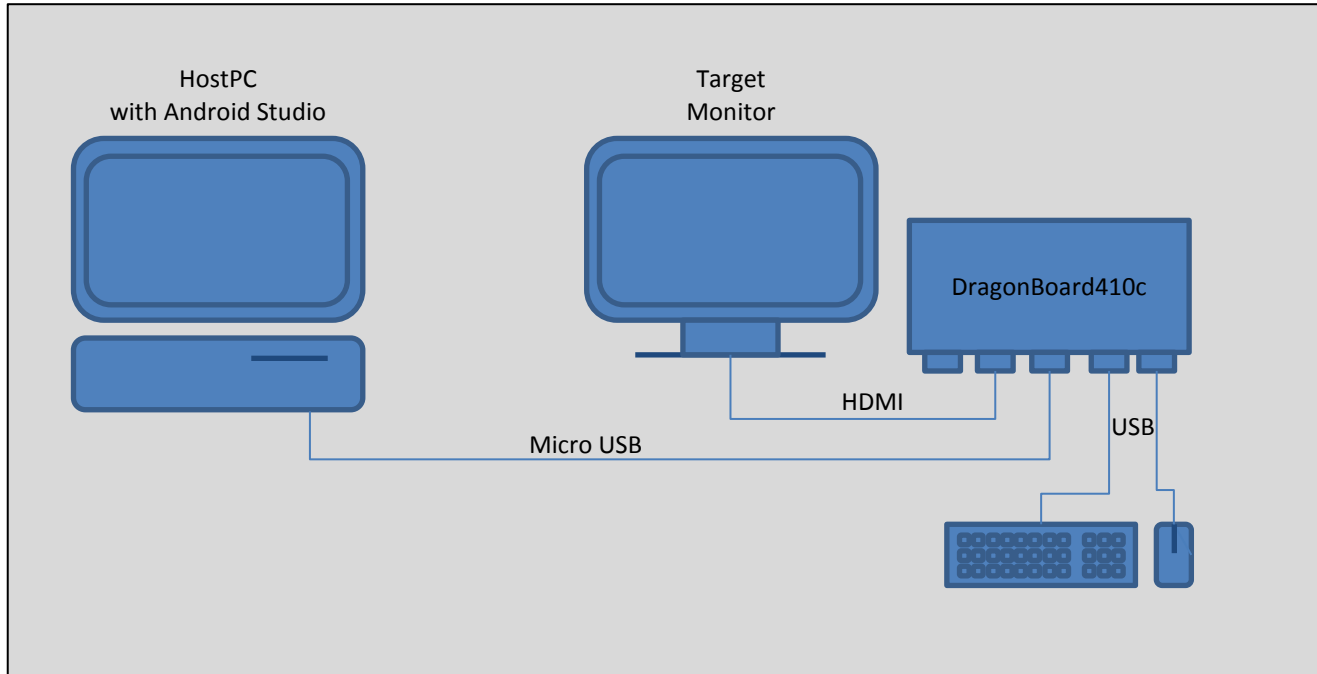 HostPC
with Android Studio
Target
Monitor
DragonBoard410c
HDMI
USB
Micro USB